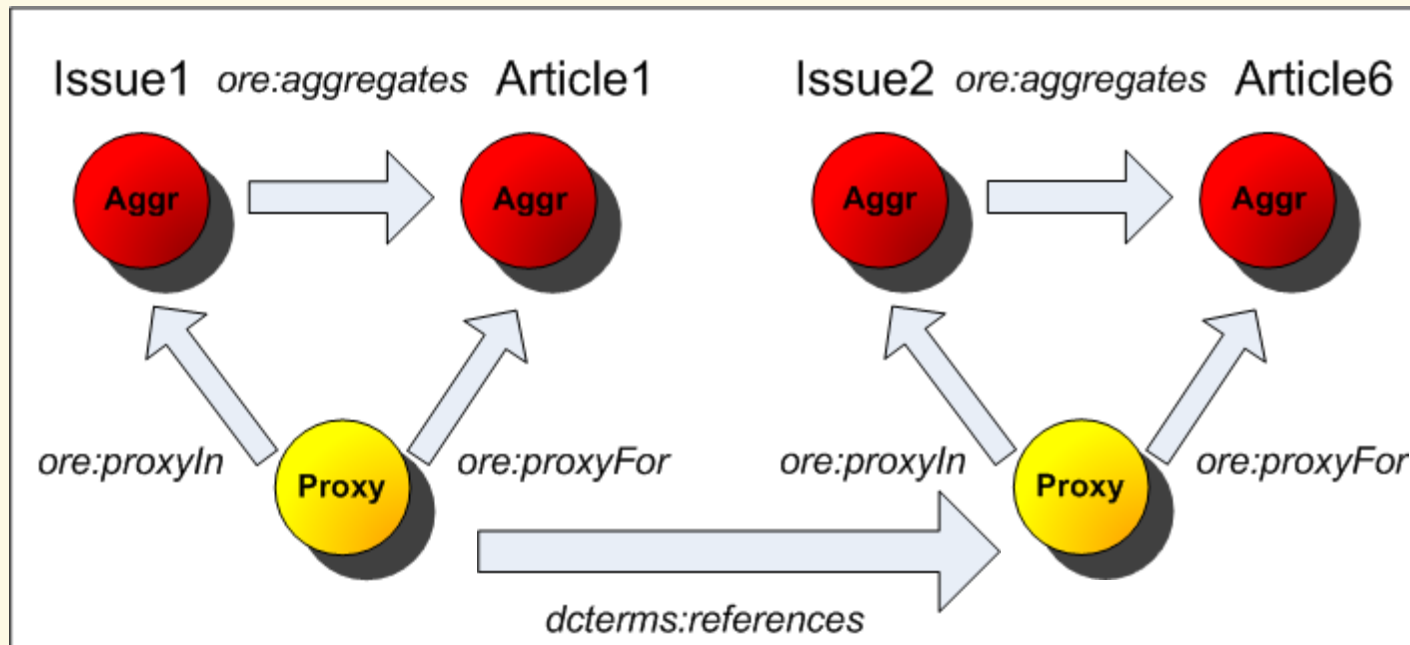 Issue1 ore:aggregates Article1 Issue2 ore:aggregates Article6
Aggr Aggr Aggr Aggr
ore:proxyIn ore:proxyFor ore:proxyIn ore:proxyFor
Proxy Proxy
dcterms:references